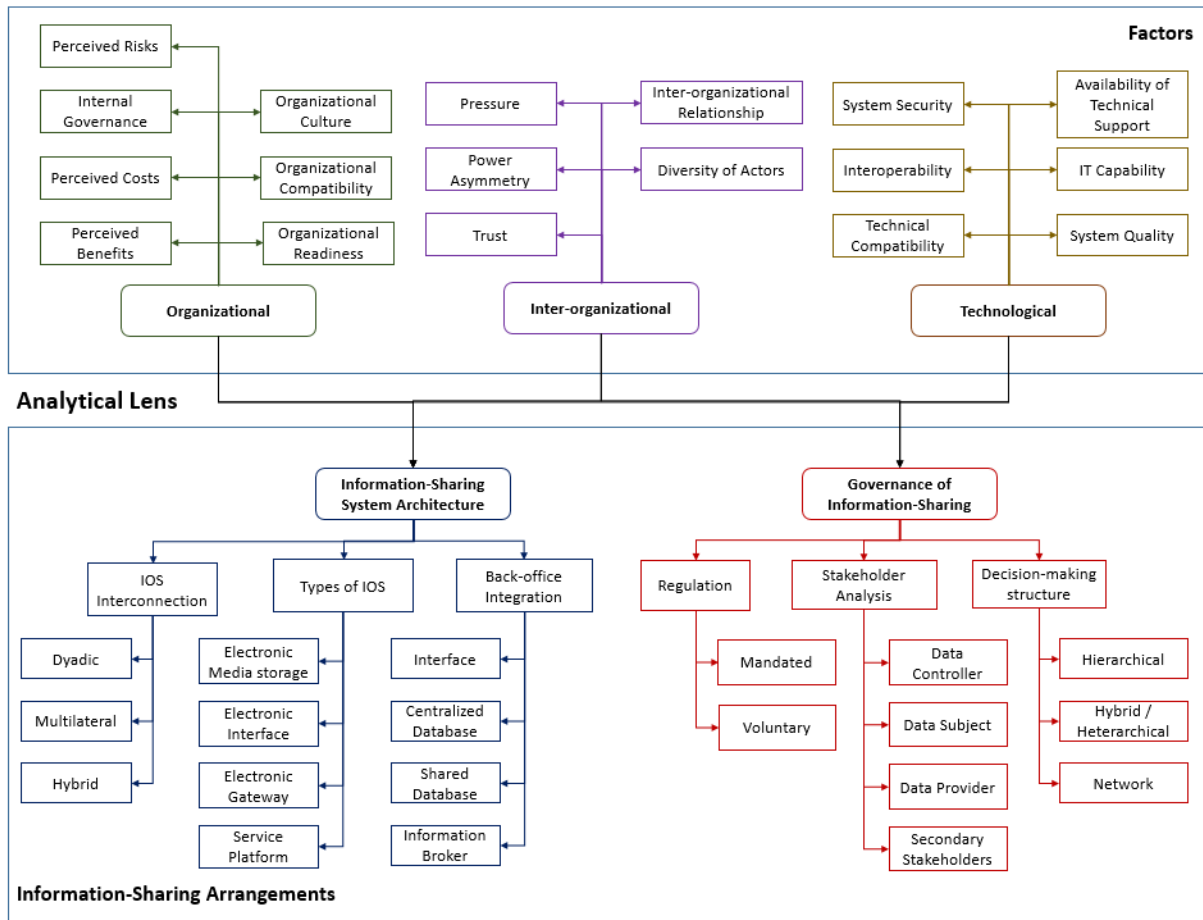 Factors
Perceived Risks
Internal
Governance
Organizational
Culture
Perceived Costs
Organizational
Compatibility
Perceived
Benefits
Organizational
Readiness
Organizational
Pressure
Inter-organizational
Relationship
Power
Asymmetry
Diversity of Actors
Trust
Inter-organizational
System Security
Availability of
Technical
Support
Interoperability
IT Capability
Technical
Compatibility
System Quality
Technological
Analytical Lens
Information-Sharing
System Architecture
IOS
Interconnection
Dyadic
Multilateral
Hybrid
Types of IOS
Electronic
Media storage
Electronic
Interface
Electronic
Gateway
Service
Platform
Back-office
Integration
Interface
Centralized
Database
Shared
Database
Information
Broker
Governance of
Information-Sharing
Regulation
Mandated
Voluntary
Stakeholder
Analysis
Data
Controller
Data Subject
Data Provider
Secondary
Stakeholders
Decision-making
structure
Hierarchical
Hybrid /
Heterarchical
Network
Information-Sharing Arrangements